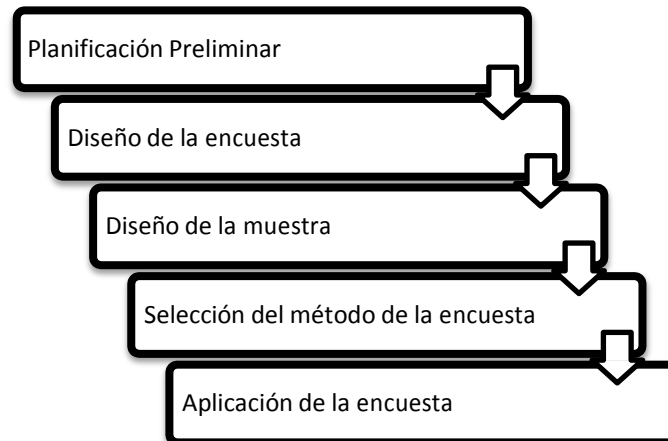 Planificación Preliminar
Diseño de la encuesta
Diseño de la muestra
Selección del método de la encuesta
Aplicación de la encuesta